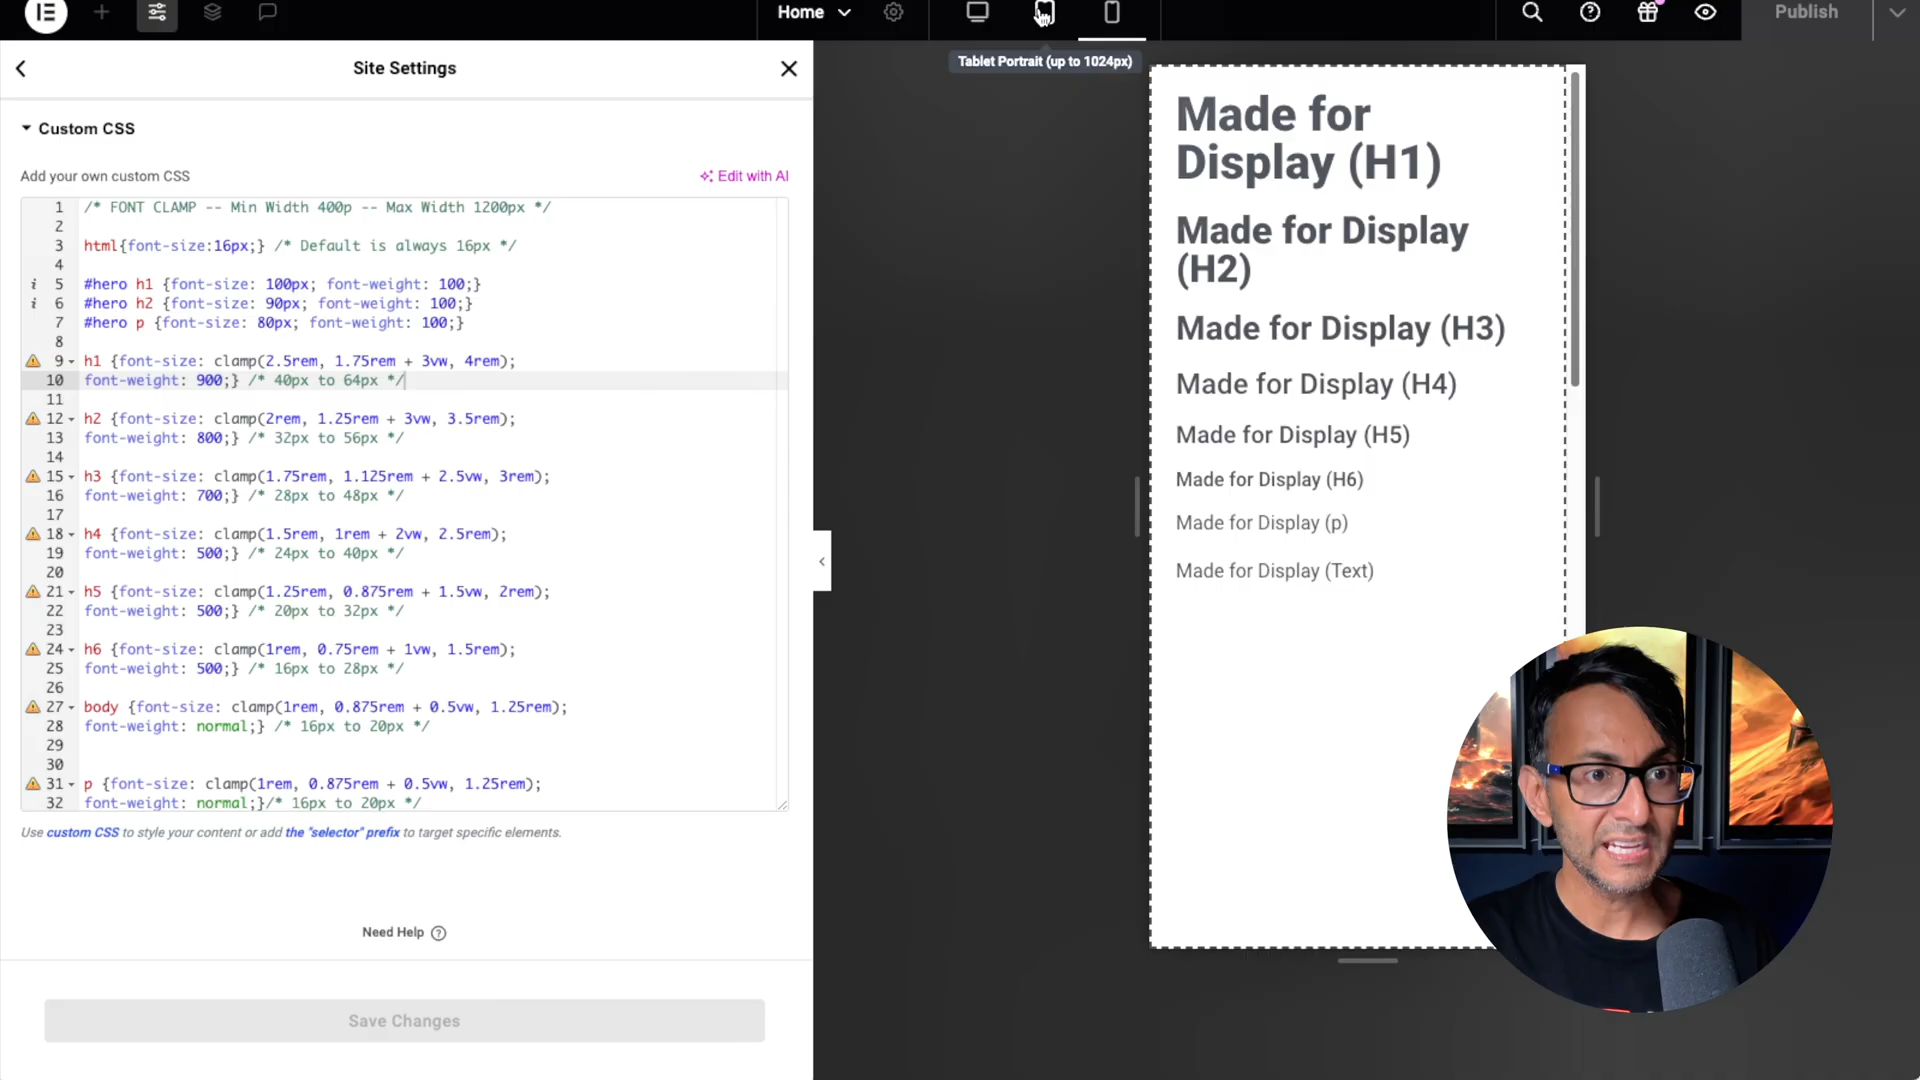 Home
Publish
Site Settings
Tablet Portrait (up to 1024px)
Custom CSS
Add your own custom CSS
Edit with AI
1 /* FONT CLAMP -- Min Width 400p -- Max Width 1200px */
2
3 html{font-size:16px;} /* Default is always 16px */
4
i 5 #hero h1 {font-size: 100px; font-weight: 100;}
i 6 #hero h2 {font-size: 90px; font-weight: 100;}
7 #hero p {font-size: 80px; font-weight: 100;}
8
9 h1 {font-size: clamp(2.5rem, 1.75rem + 3vw, 4rem);
10 font-weight: 900;} /* 40px to 64px */
11
12 h2 {font-size: clamp(2rem, 1.25rem + 3vw, 3.5rem);
13 font-weight: 800;} /* 32px to 56px */
14
15 h3 {font-size: clamp(1.75rem, 1.125rem + 2.5vw, 3rem);
16 font-weight: 700;} /* 28px to 48px */
17
18 h4 {font-size: clamp(1.5rem, 1rem + 2vw, 2.5rem);
19 font-weight: 500;} /* 24px to 40px */
20
21 h5 {font-size: clamp(1.25rem, 0.875rem + 1.5vw, 2rem);
22 font-weight: 500;} /* 20px to 32px */
23
24 h6 {font-size: clamp(1rem, 0.75rem + 1vw, 1.5rem);
25 font-weight: 500;} /* 16px to 28px */
26
27 body {font-size: clamp(1rem, 0.875rem + 0.5vw, 1.25rem);
28 font-weight: normal;} /* 16px to 20px */
29
30
31 p {font-size: clamp(1rem, 0.875rem + 0.5vw, 1.25rem);
32 font-weight: normal;}/* 16px to 20px */
Use custom CSS to style your content or add the "selector" prefix to target specific elements.
Need Help ?
Save Changes
Made for
Display (H1)
Made for Display
(H2)
Made for Display (H3)
Made for Display (H4)
Made for Display (H5)
Made for Display (H6)
Made for Display (p)
Made for Display (Text)